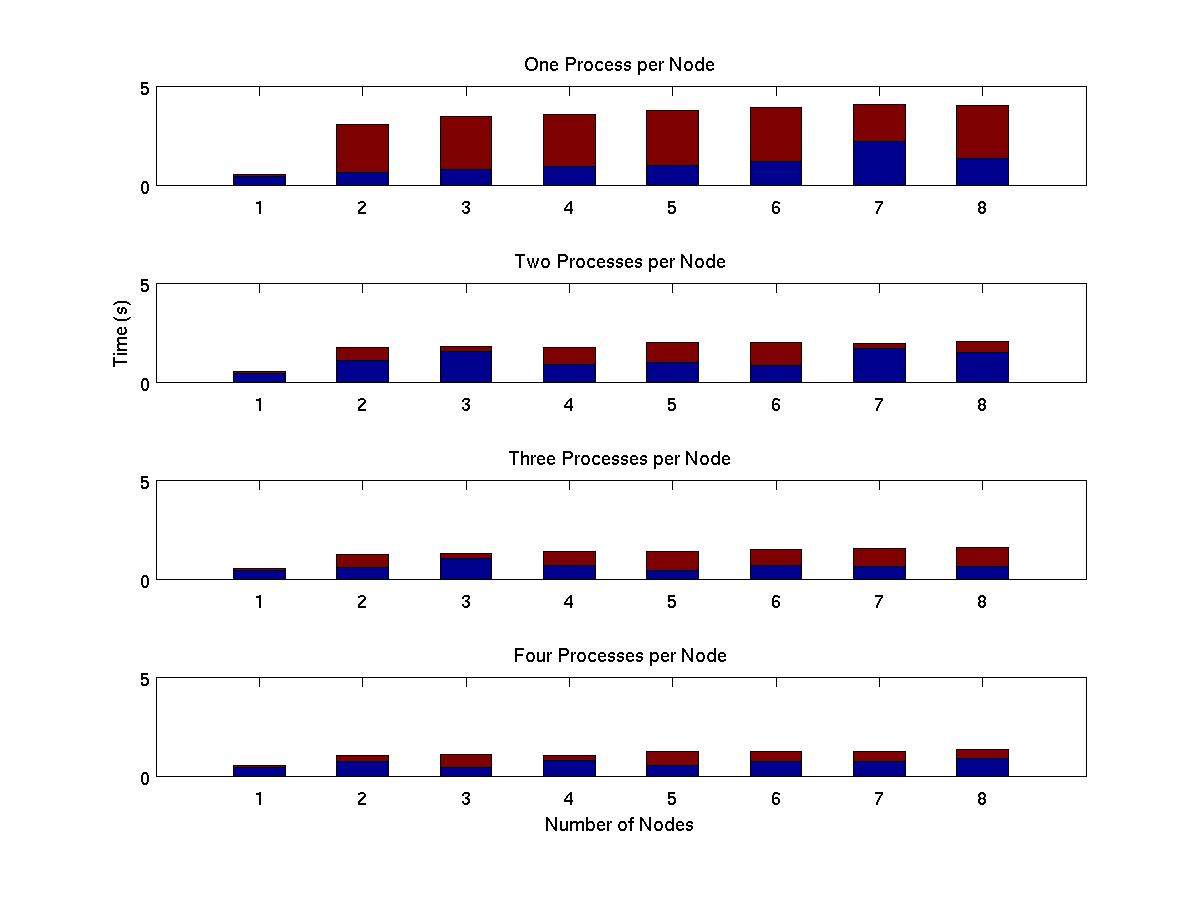 One Process per Node
5
0
1 2 3 4 5 6 7 8
Two Processes per Node
5
Time (s)
0
1 2 3 4 5 6 7 8
Three Processes per Node
5
0
1 2 3 4 5 6 7 8
Four Processes per Node
5
0
1 2 3 4 5 6 7 8
Number of Nodes